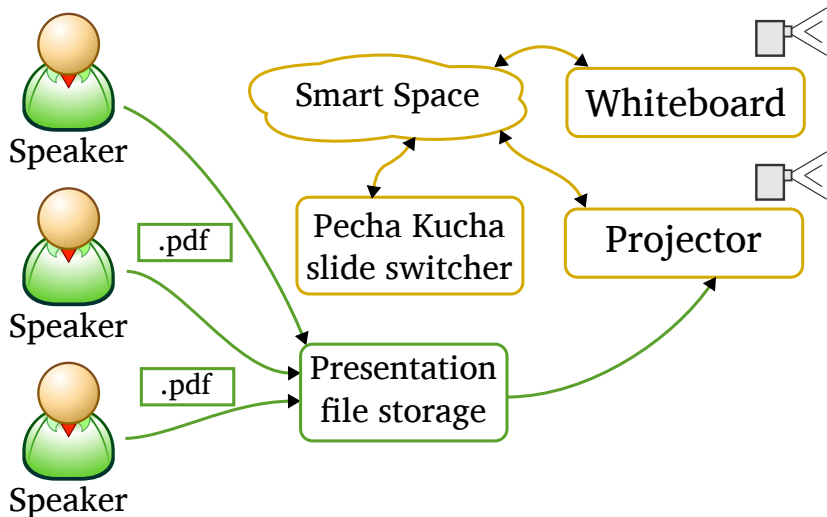 Speaker
Smart Space
Whiteboard
.pdf
Pecha Kucha
slide switcher
Projector
Speaker
.pdf
Presentation
file storage
Speaker